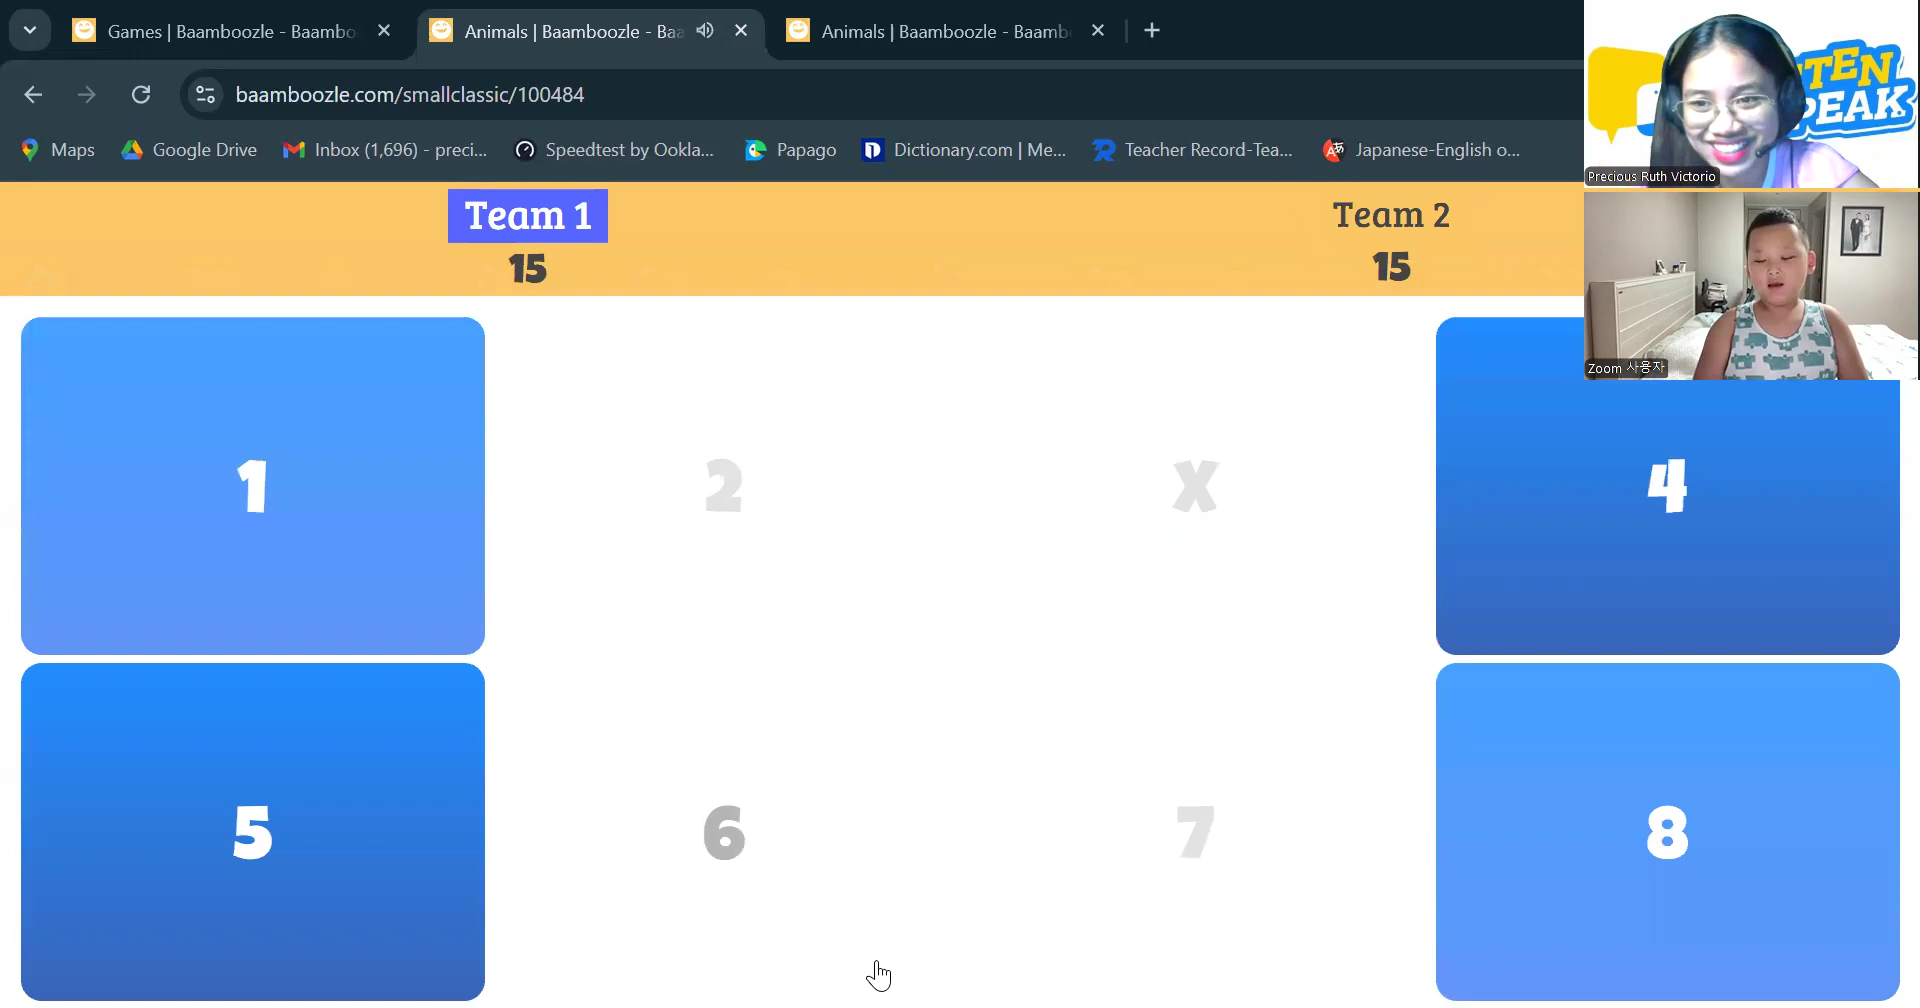 Games | Baamboozle - Baambo
Animals | Baamboozle - Baa
Animals | Baamboozle - Baamb
baamboozle.com/smallclassic/100484
Maps
Google Drive
Inbox (1,696) - preci...
Speedtest by Ookla...
Papago
Dictionary.com | Me...
Teacher Record-Tea...
Japanese-English o...
TEN
PEAK
Precious Ruth Victorio
Zoom 사용자
Team 1
15
Team 2
15
1
2
X
4
5
6
7
8